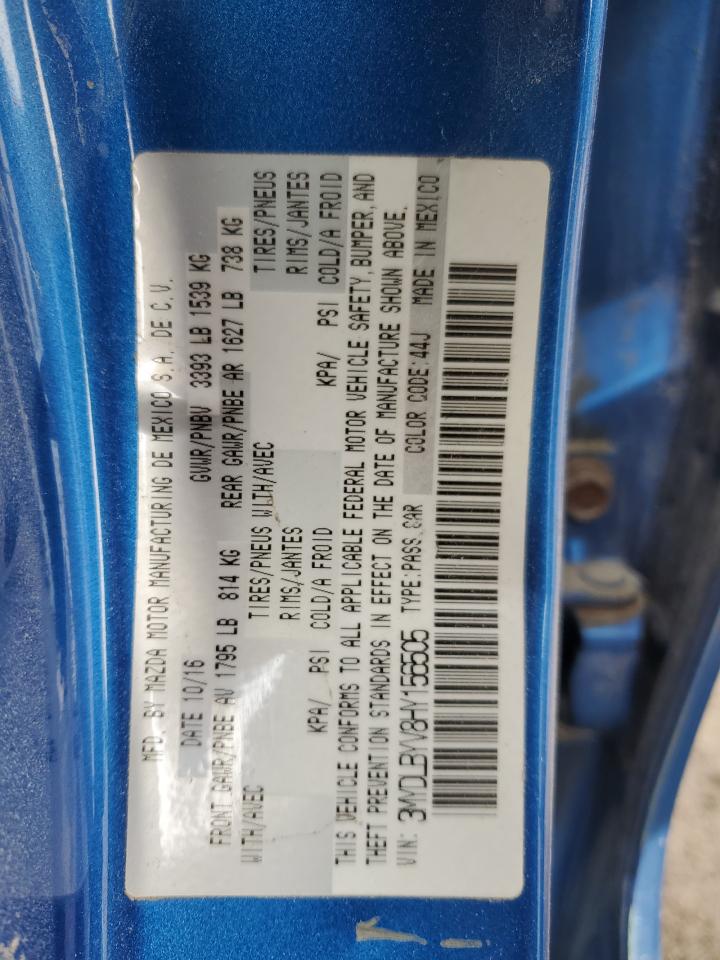 MFD. BY MAZDA MOTOR MANUFACTURING DE MEXICO S.A. DE C.V.
DATE 10/16 GVWR/PNBV 3393 LB 1539 KG
FRONT GAWR/PNBE AV 1795 LB 814 KG REAR GAWR/PNBE AR 1627 LB 738 KG
WITH/AVEC TIRES/PNEUS WITH/AVEC TIRES/PNEUS
RIMS/JANTES RIMS/JANTES
KPA/ PSI COLD/A FROID KPA/ PSI COLD/A FROID
THIS VEHICLE CONFORMS TO ALL APPLICABLE FEDERAL MOTOR VEHICLE SAFETY, BUMPER, AND
THEFT PREVENTION STANDARDS IN EFFECT ON THE DATE OF MANUFACTURE SHOWN ABOVE.
VIN: 3MYDLBYV8HY155505 TYPE:PASS.CAR COLOR CODE:44J MADE IN MEXICO